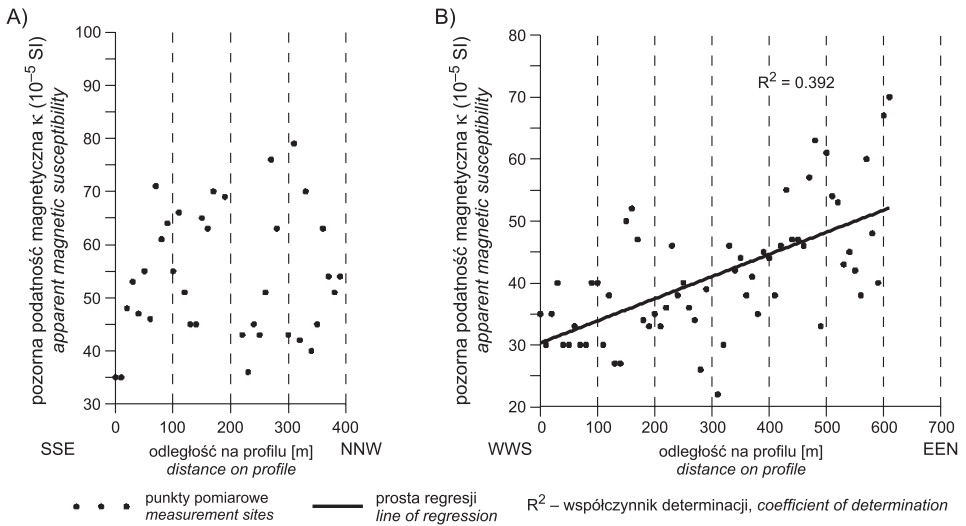 A)
pozorna podatność magnetyczna κ (10⁻⁵ SI)
apparent magnetic susceptibility
100
90
80
70
60
50
40
30
0 100 200 300 400
SSE odległość na profilu [m] NNW
distance on profile
B)
pozorna podatność magnetyczna κ (10⁻⁵ SI)
apparent magnetic susceptibility
80
70
60
50
40
30
20
R² = 0.392
0 100 200 300 400 500 600 700
WWS odległość na profilu [m] EEN
distance on profile
punkty pomiarowe
measurement sites
prosta regresji
line of regression
R² – współczynnik determinacji, coefficient of determination